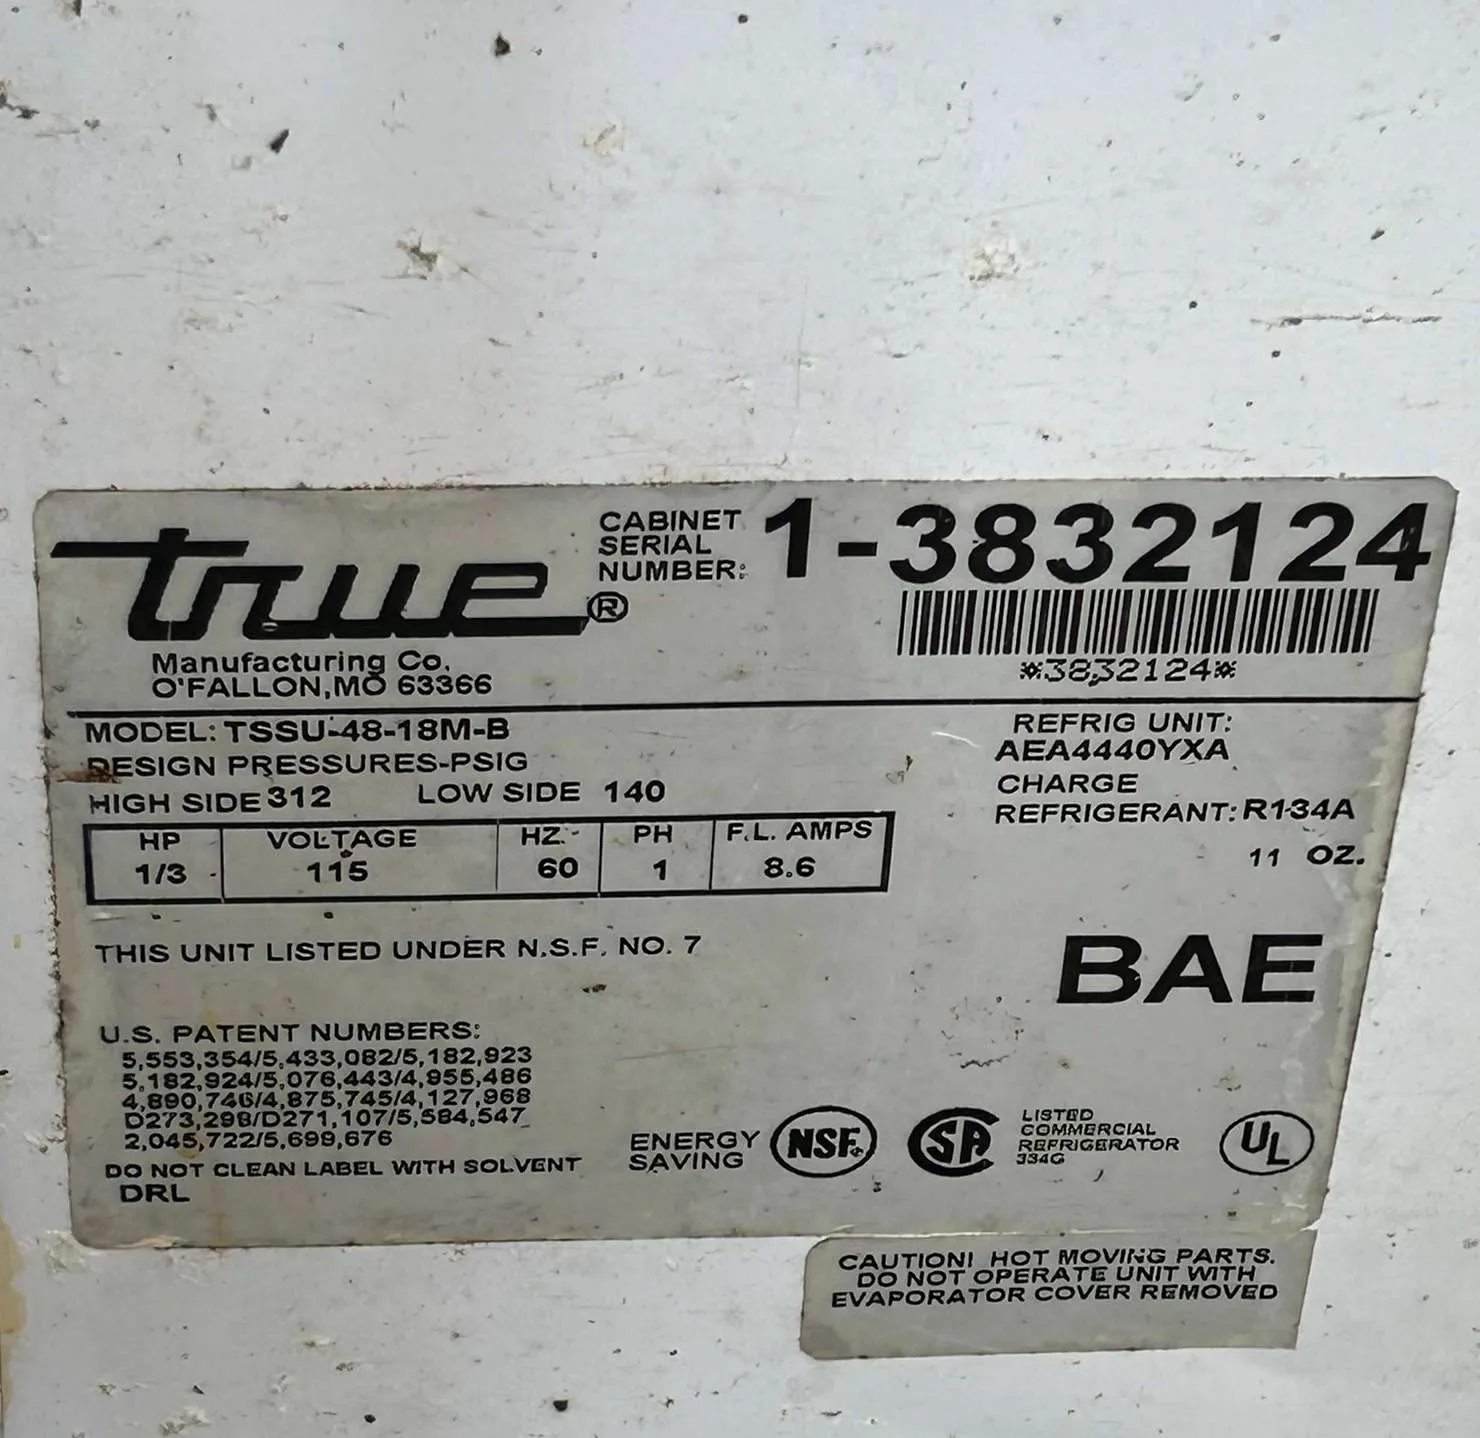 true®
CABINET
SERIAL
NUMBER: 1-3832124
*3832124*
Manufacturing Co.
O'FALLON, MO 63366
MODEL: TSSU-48-18M-B
DESIGN PRESSURES-PSIG
HIGH SIDE 312 LOW SIDE 140
REFRIG UNIT:
AEA4440YXA
CHARGE
REFRIGERANT: R134A
11 OZ.
HP VOLTAGE HZ. PH F.L. AMPS
1/3 115 60 1 8.6
THIS UNIT LISTED UNDER N.S.F. NO. 7
BAE
U.S. PATENT NUMBERS:
5,553,354/5,433,082/5,182,923
5,182,924/5,076,443/4,955,486
4,890,746/4,875,745/4,127,968
D273,298/D271,107/5,584,547
2,045,722/5,699,676
DO NOT CLEAN LABEL WITH SOLVENT
DRL
ENERGY
SAVING
NSF.
SA
LISTED
COMMERCIAL
REFRIGERATOR
334G
UL
CAUTION! HOT MOVING PARTS.
DO NOT OPERATE UNIT WITH
EVAPORATOR COVER REMOVED